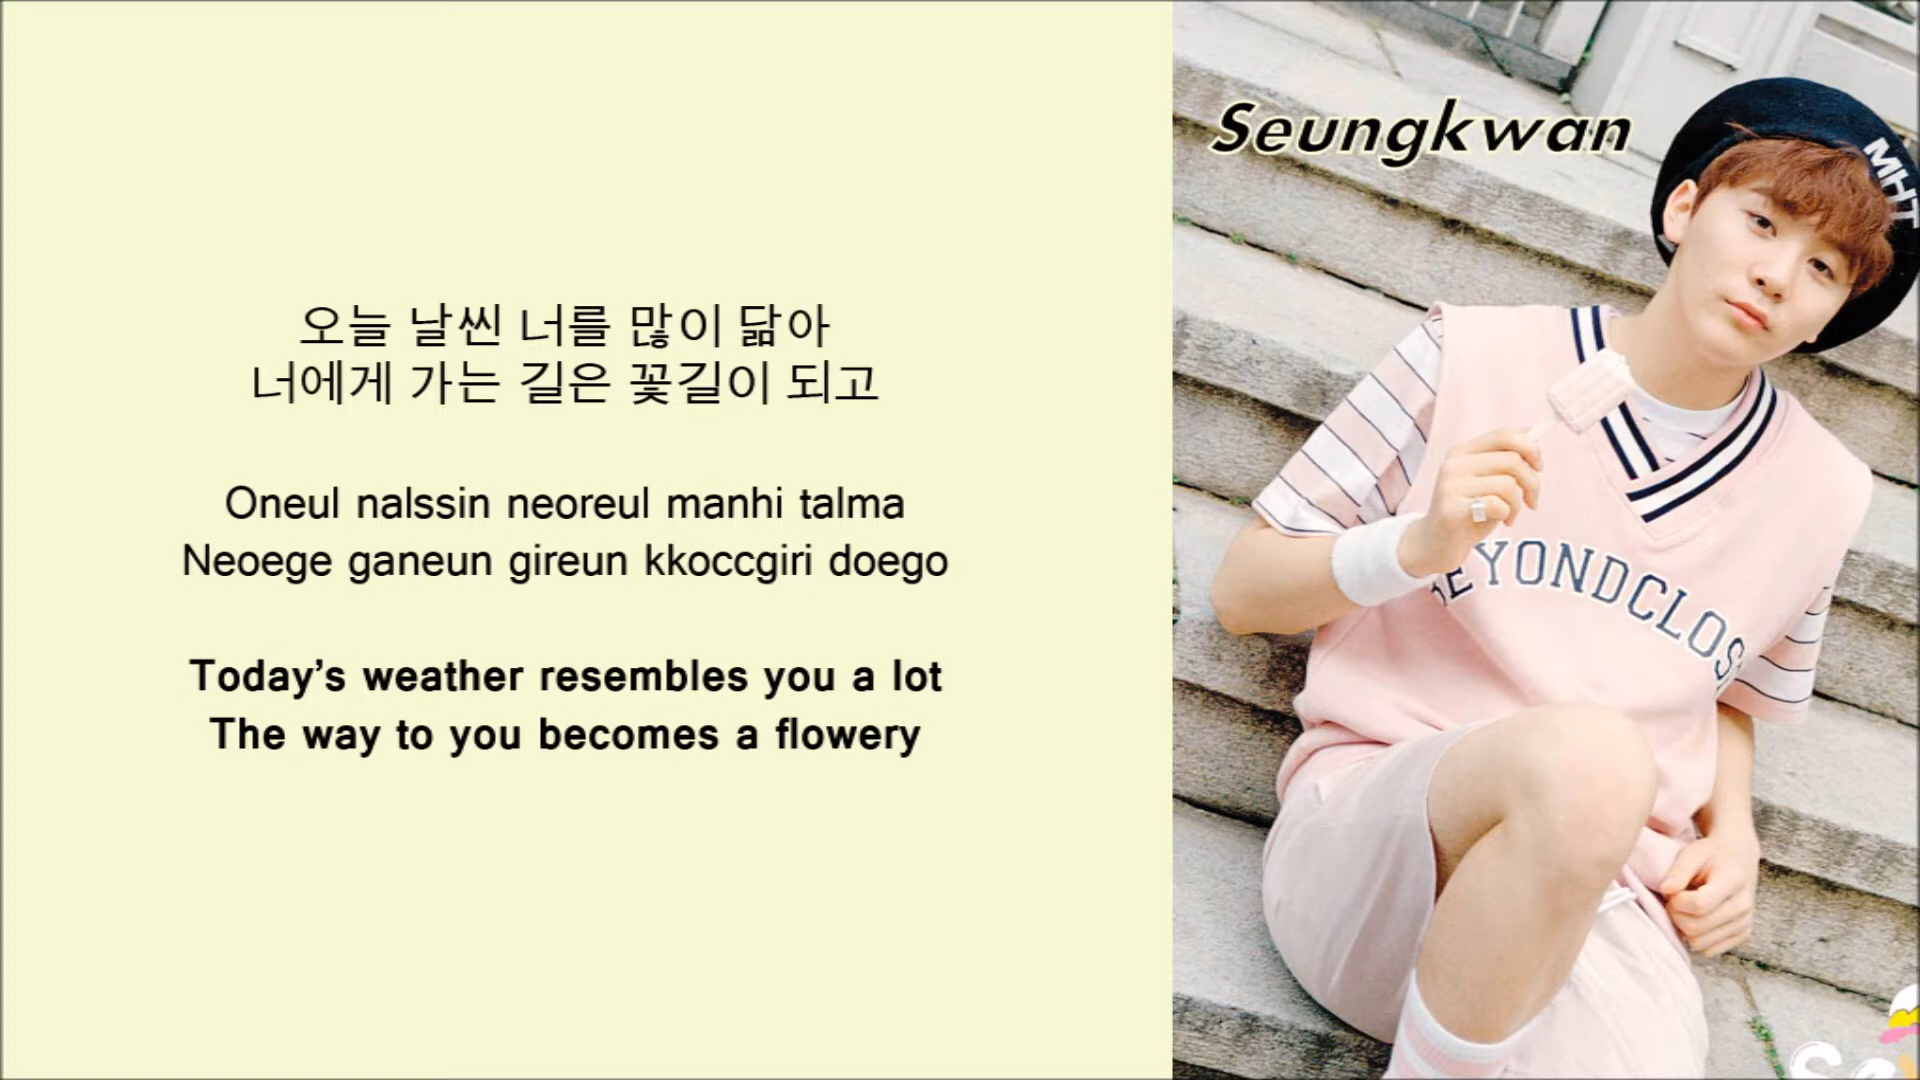 오늘 날씬 너를 많이 닮아
너에게 가는 길은 꽃길이 되고
Oneul nalssin neoreul manhi talma
Neoege ganeun gireun kkoccgiri doego
Today’s weather resembles you a lot
The way to you becomes a flowery
Seungkwan
MHT
BEYONDCLOS
Se